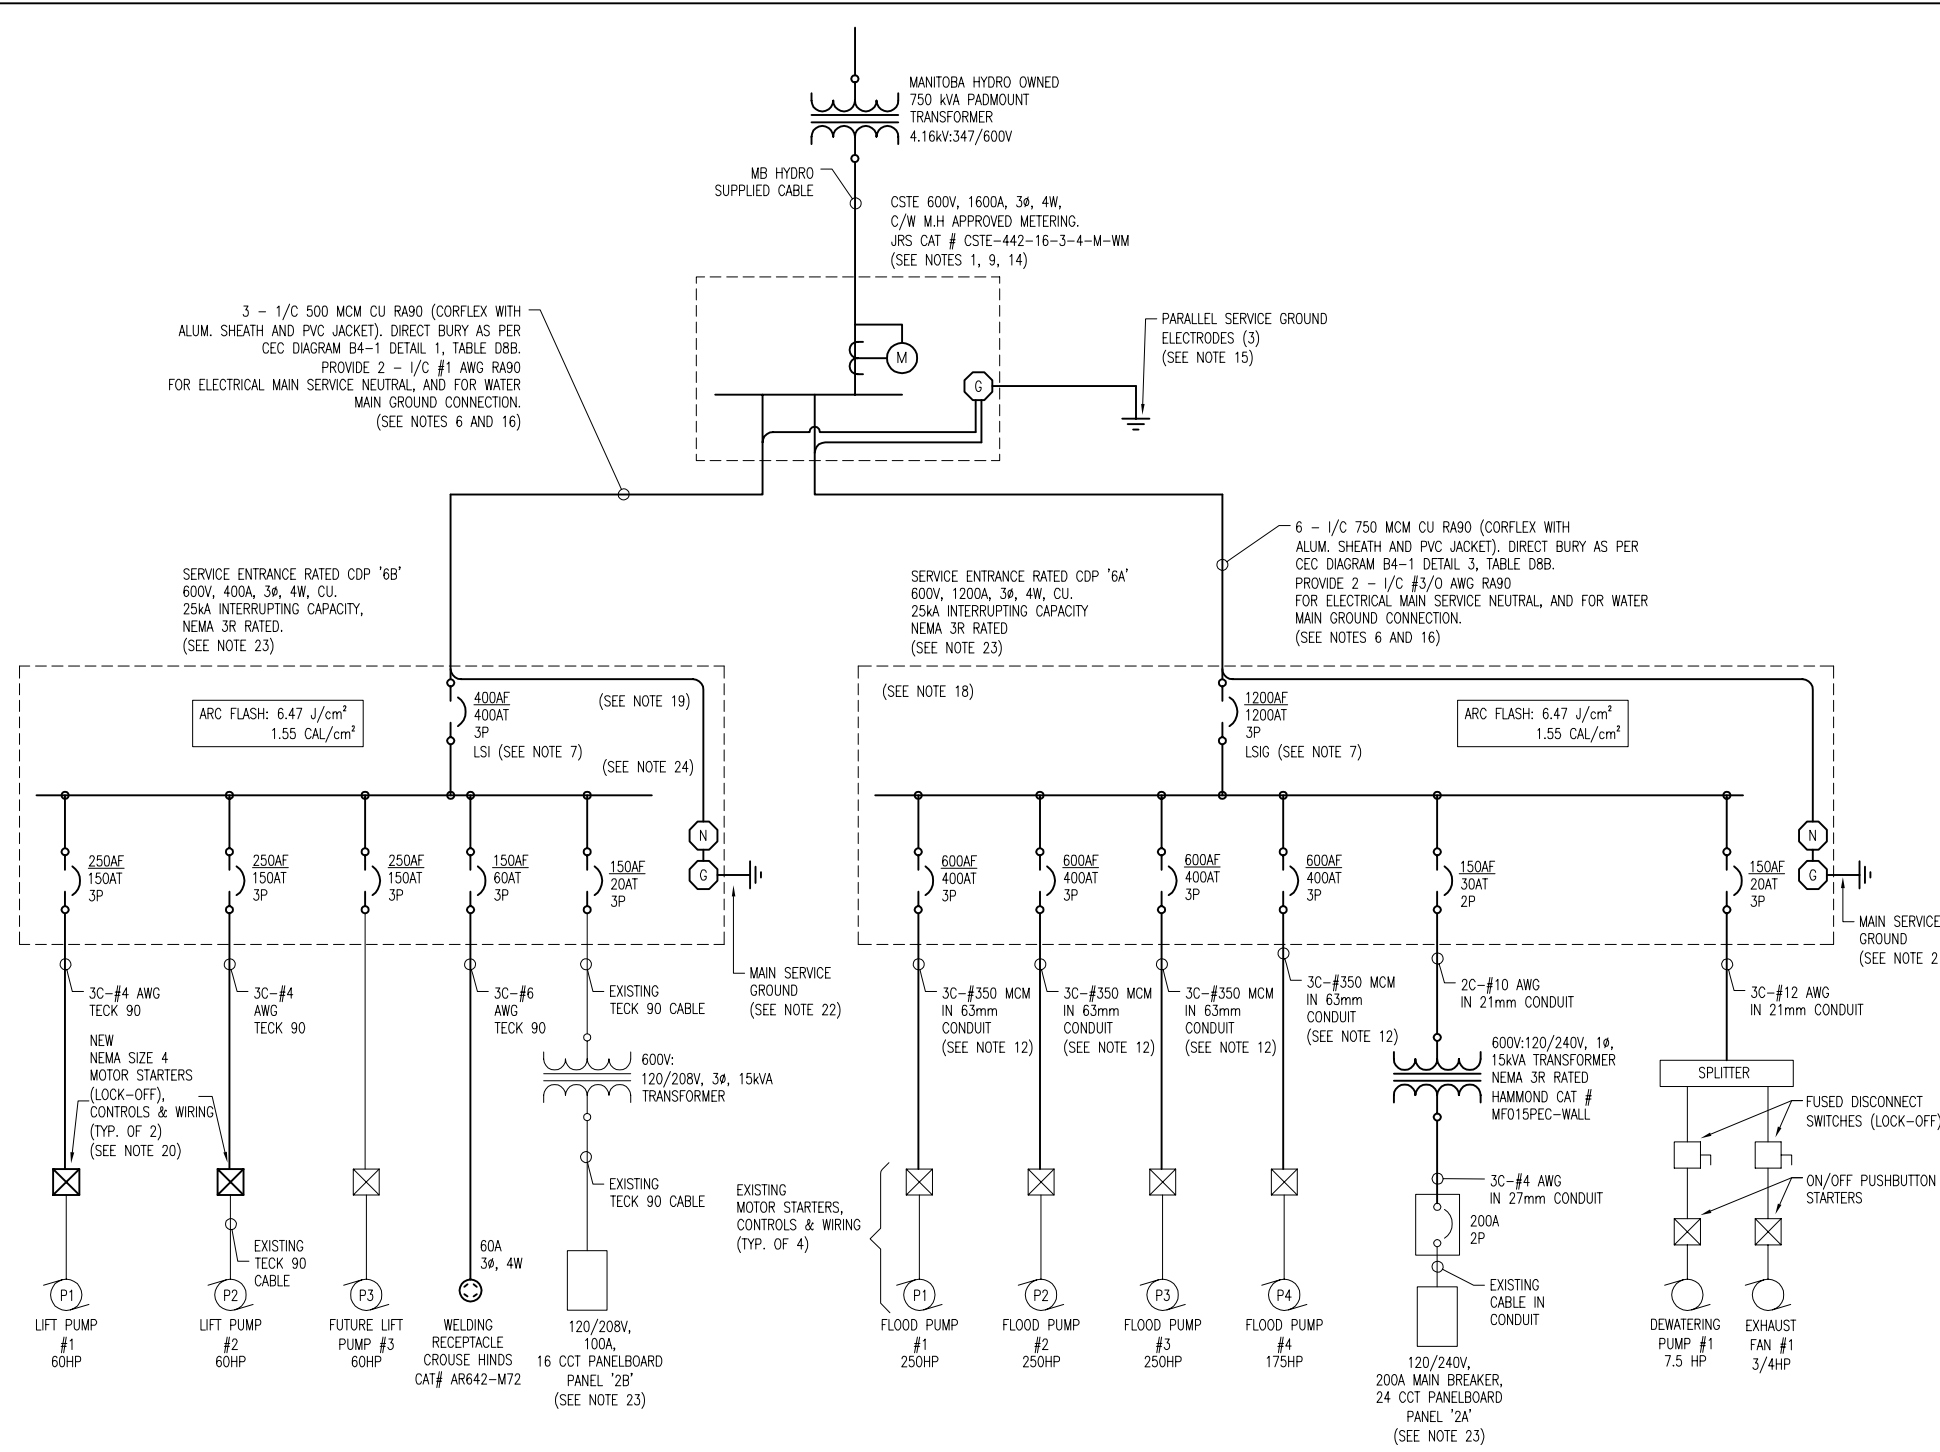 MANITOBA HYDRO OWNED
750 kVA PADMOUNT
TRANSFORMER
4.16kV:347/600V
MB HYDRO
SUPPLIED CABLE
CSTE 600V, 1600A, 3ø, 4W,
C/W M.H APPROVED METERING.
JRS CAT # CSTE-442-16-3-4-M-WM
(SEE NOTES 1, 9, 14)
3 - 1/C 500 MCM CU RA90 (CORFLEX WITH
ALUM. SHEATH AND PVC JACKET). DIRECT BURY AS PER
CEC DIAGRAM B4-1 DETAIL 1, TABLE D8B.
PROVIDE 2 - I/C #1 AWG RA90
FOR ELECTRICAL MAIN SERVICE NEUTRAL, AND FOR WATER
MAIN GROUND CONNECTION.
(SEE NOTES 6 AND 16)
M
G
PARALLEL SERVICE GROUND
ELECTRODES (3)
(SEE NOTE 15)
6 - I/C 750 MCM CU RA90 (CORFLEX WITH
ALUM. SHEATH AND PVC JACKET). DIRECT BURY AS PER
CEC DIAGRAM B4-1 DETAIL 3, TABLE D8B.
PROVIDE 2 - I/C #3/O AWG RA90
FOR ELECTRICAL MAIN SERVICE NEUTRAL, AND FOR WATER
MAIN GROUND CONNECTION.
(SEE NOTES 6 AND 16)
SERVICE ENTRANCE RATED CDP '6B'
600V, 400A, 3ø, 4W, CU.
25kA INTERRUPTING CAPACITY,
NEMA 3R RATED.
(SEE NOTE 23)
SERVICE ENTRANCE RATED CDP '6A'
600V, 1200A, 3ø, 4W, CU.
25kA INTERRUPTING CAPACITY
NEMA 3R RATED
(SEE NOTE 23)
ARC FLASH: 6.47 J/cm²
1.55 CAL/cm²
400AF
400AT
3P
LSI (SEE NOTE 7)
(SEE NOTE 19)
(SEE NOTE 24)
(SEE NOTE 18)
1200AF
1200AT
3P
LSIG (SEE NOTE 7)
ARC FLASH: 6.47 J/cm²
1.55 CAL/cm²
250AF
150AT
3P
250AF
150AT
3P
250AF
150AT
3P
150AF
60AT
3P
150AF
20AT
3P
N
G
600AF
400AT
3P
600AF
400AT
3P
600AF
400AT
3P
600AF
400AT
3P
150AF
30AT
2P
150AF
20AT
3P
N
G
MAIN SERVICE
GROUND
(SEE NOTE 2
3C-#4 AWG
TECK 90
3C-#4
AWG
TECK 90
3C-#6
AWG
TECK 90
EXISTING
TECK 90 CABLE
MAIN SERVICE
GROUND
(SEE NOTE 22)
3C-#350 MCM
IN 63mm
CONDUIT
(SEE NOTE 12)
3C-#350 MCM
IN 63mm
CONDUIT
(SEE NOTE 12)
3C-#350 MCM
IN 63mm
CONDUIT
(SEE NOTE 12)
3C-#350 MCM
IN 63mm
CONDUIT
(SEE NOTE 12)
2C-#10 AWG
IN 21mm CONDUIT
3C-#12 AWG
IN 21mm CONDUIT
NEW
NEMA SIZE 4
MOTOR STARTERS
(LOCK-OFF),
CONTROLS & WIRING
(TYP. OF 2)
(SEE NOTE 20)
600V:
120/208V, 3ø, 15kVA
TRANSFORMER
600V:120/240V, 1ø,
15kVA TRANSFORMER
NEMA 3R RATED
HAMMOND CAT #
MF015PEC-WALL
SPLITTER
FUSED DISCONNECT
SWITCHES (LOCK-OFF)
ON/OFF PUSHBUTTON
STARTERS
EXISTING
TECK 90 CABLE
EXISTING
MOTOR STARTERS,
CONTROLS & WIRING
(TYP. OF 4)
3C-#4 AWG
IN 27mm CONDUIT
200A
2P
EXISTING
TECK 90
CABLE
60A
3ø, 4W
EXISTING
CABLE IN
CONDUIT
P1
LIFT PUMP
#1
60HP
P2
LIFT PUMP
#2
60HP
P3
FUTURE LIFT
PUMP #3
60HP
WELDING
RECEPTACLE
CROUSE HINDS
CAT# AR642-M72
120/208V,
100A,
16 CCT PANELBOARD
PANEL '2B'
(SEE NOTE 23)
P1
FLOOD PUMP
#1
250HP
P2
FLOOD PUMP
#2
250HP
P3
FLOOD PUMP
#3
250HP
P4
FLOOD PUMP
#4
175HP
120/240V,
200A MAIN BREAKER,
24 CCT PANELBOARD
PANEL '2A'
(SEE NOTE 23)
DEWATERING
PUMP #1
7.5 HP
EXHAUST
FAN #1
3/4HP